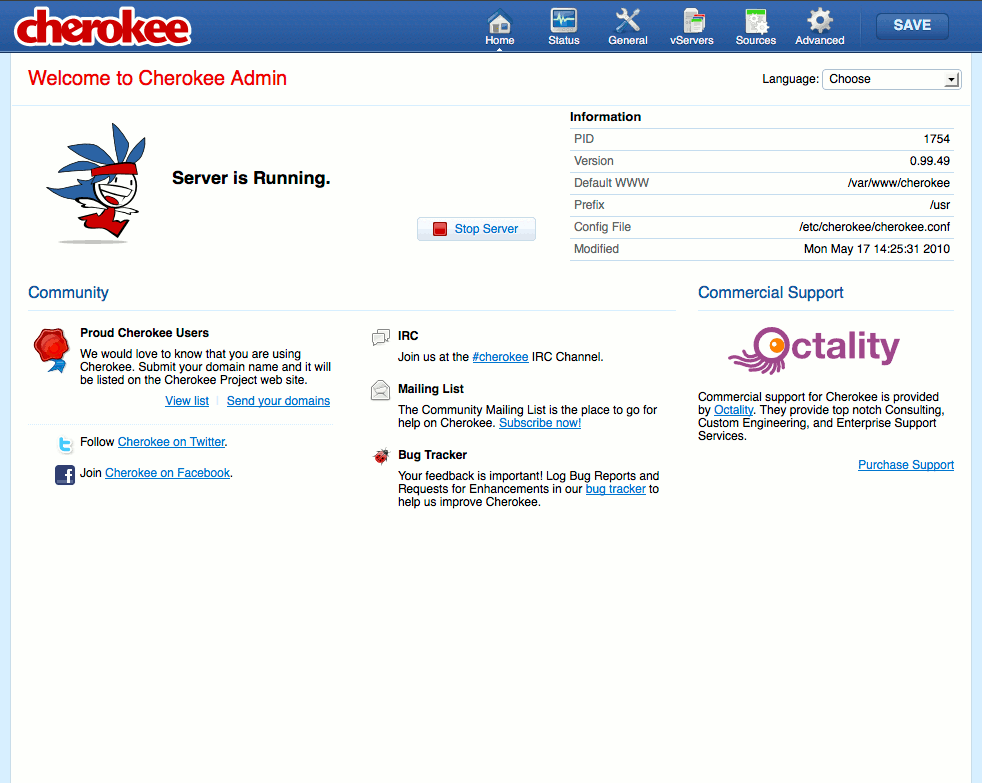 cherokee
Home
Status
General
vServers
Sources
Advanced
SAVE
Welcome to Cherokee Admin
Language: Choose
Server is Running.
Stop Server
Information
PID 1754
Version 0.99.49
Default WWW /var/www/cherokee
Prefix /usr
Config File /etc/cherokee/cherokee.conf
Modified Mon May 17 14:25:31 2010
Community
Proud Cherokee Users
We would love to know that you are using
Cherokee. Submit your domain name and it will
be listed on the Cherokee Project web site.
View list Send your domains
Follow Cherokee on Twitter.
Join Cherokee on Facebook.
IRC
Join us at the #cherokee IRC Channel.
Mailing List
The Community Mailing List is the place to go for
help on Cherokee. Subscribe now!
Bug Tracker
Your feedback is important! Log Bug Reports and
Requests for Enhancements in our bug tracker to
help us improve Cherokee.
Commercial Support
Octality
Commercial support for Cherokee is provided
by Octality. They provide top notch Consulting,
Custom Engineering, and Enterprise Support
Services.
Purchase Support